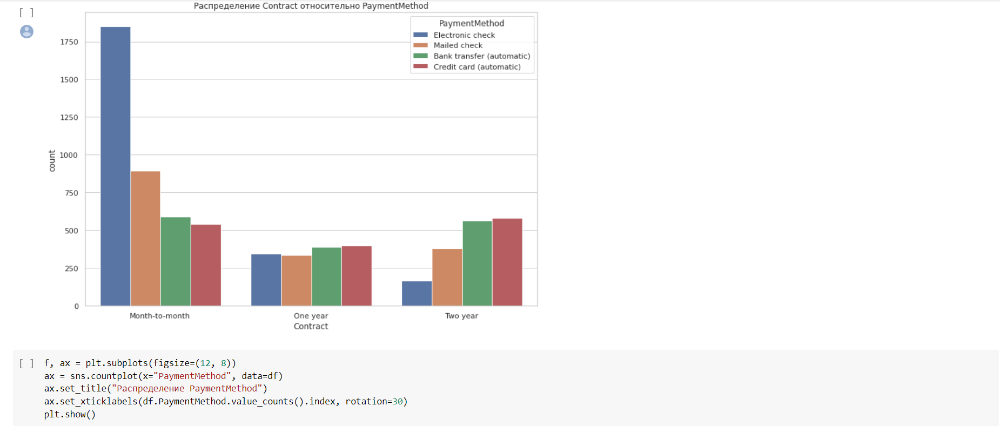 [ ]
Распределение Contract относительно PaymentMethod
PaymentMethod
Electronic check
Mailed check
Bank transfer (automatic)
Credit card (automatic)
1750
1500
1250
1000
750
500
250
0
count
Month-to-month One year Two year
Contract
[ ] f, ax = plt.subplots(figsize=(12, 8))
ax = sns.countplot(x="PaymentMethod", data=df)
ax.set_title("Распределение PaymentMethod")
ax.set_xticklabels(df.PaymentMethod.value_counts().index, rotation=30)
plt.show()